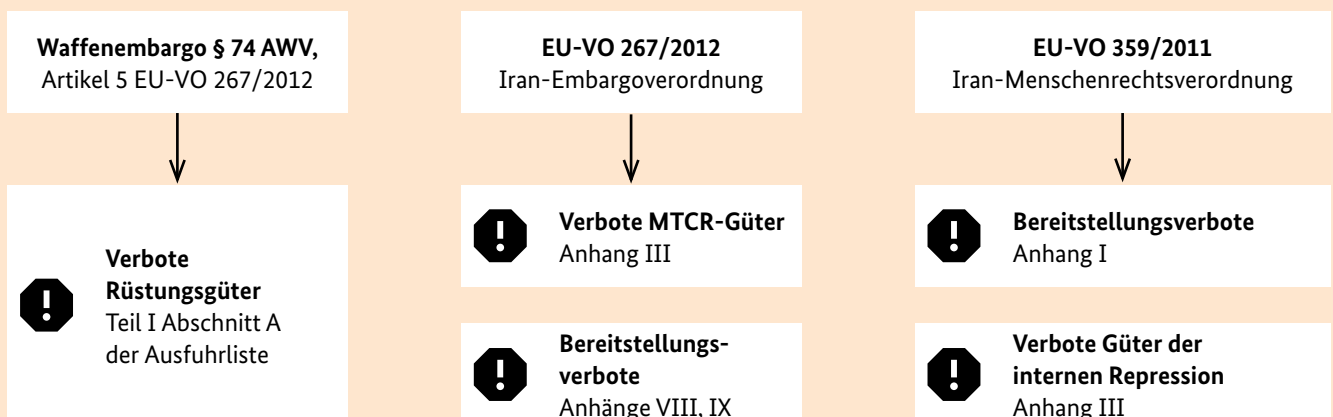 Waffenembargo § 74 AWV,
Artikel 5 EU-VO 267/2012
Verbote
Rüstungsgüter
Teil I Abschnitt A
der Ausfuhrliste
EU-VO 267/2012
Iran-Embargoverordnung
Verbote MTCR-Güter
Anhang III
Bereitstellungs-
verbote
Anhänge VIII, IX
EU-VO 359/2011
Iran-Menschenrechtsverordnung
Bereitstellungsverbote
Anhang I
Verbote Güter der
internen Repression
Anhang III